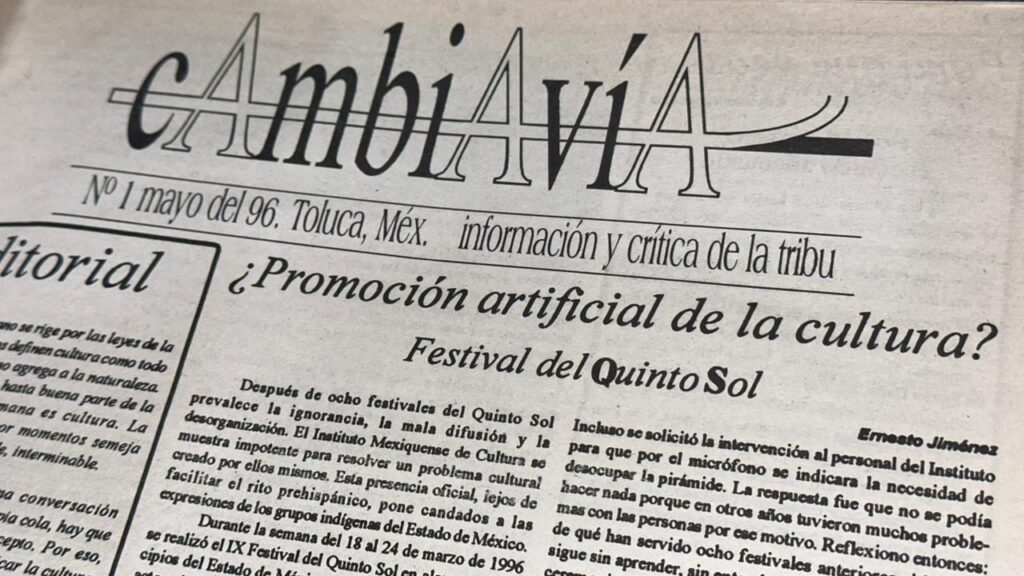 cAmbiAvíA
Nº 1 mayo del 96. Toluca, Méx. información y crítica de la tribu
ditorial
no se rige por las leyes de la
definen cultura como todo
agrega a la naturaleza.
hasta buena parte de la
mana es cultura. La
or momentos semeja
interminable.
conversación
cola, hay que
cepto. Por eso,
car la cultura
¿Promoción artificial de la cultura?
Festival del Quinto Sol
Ernesto Jiménez
Después de ocho festivales del Quinto Sol
prevalece la ignorancia, la mala difusión y la
desorganización. El Instituto Mexiquense de Cultura se
muestra impotente para resolver un problema cultural
creado por ellos mismos. Esta presencia oficial, lejos de
facilitar el rito prehispánico, pone candados a las
expresiones de los grupos indígenas del Estado de México.
Durante la semana del 18 al 24 de marzo de 1996
se realizó el IX Festival del Quinto Sol en
cipios del Estado de
Incluso se solicitó la intervención al personal del Instituto
para que por el micrófono se indicara la necesidad de
desocupar la pirámide. La respuesta fue que no se podía
hacer nada porque en otros años tuvieron muchos proble-
mas con las personas por ese motivo. Reflexiono entonces:
de qué han servido ocho festivales anteriores
sigue sin aprender, sin